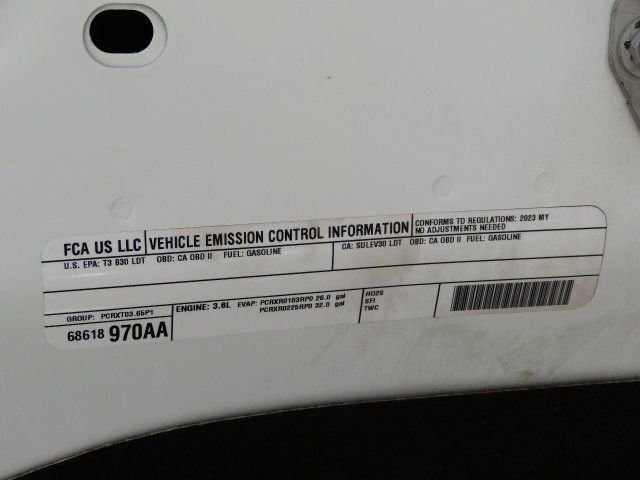 FCA US LLC
VEHICLE EMISSION CONTROL INFORMATION
CONFORMS TO REGULATIONS: 2023 MY
NO ADJUSTMENTS NEEDED
U.S. EPA: T3 B30 LDT OBD: CA OBD II FUEL: GASOLINE
CA: SULEV30 LDT OBD: CA OBD II FUEL: GASOLINE
GROUP: PCRXT03.65P1
ENGINE: 3.6L EVAP: PCRXR0183RP0 26.0 gal
PCRXR0225RP0 32.0 gal
HO2S
SFI
TWC
68618 970AA